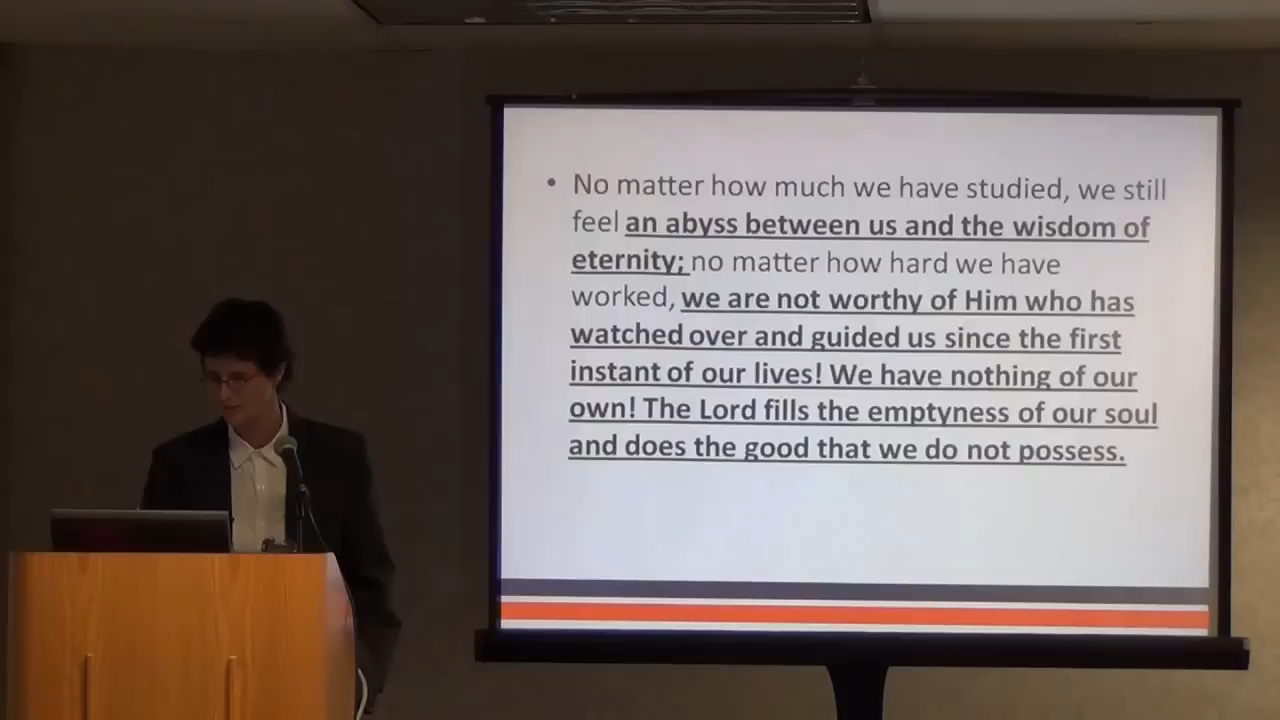 • No matter how much we have studied, we still
feel an abyss between us and the wisdom of
eternity; no matter how hard we have
worked, we are not worthy of Him who has
watched over and guided us since the first
instant of our lives! We have nothing of our
own! The Lord fills the emptyness of our soul
and does the good that we do not possess.